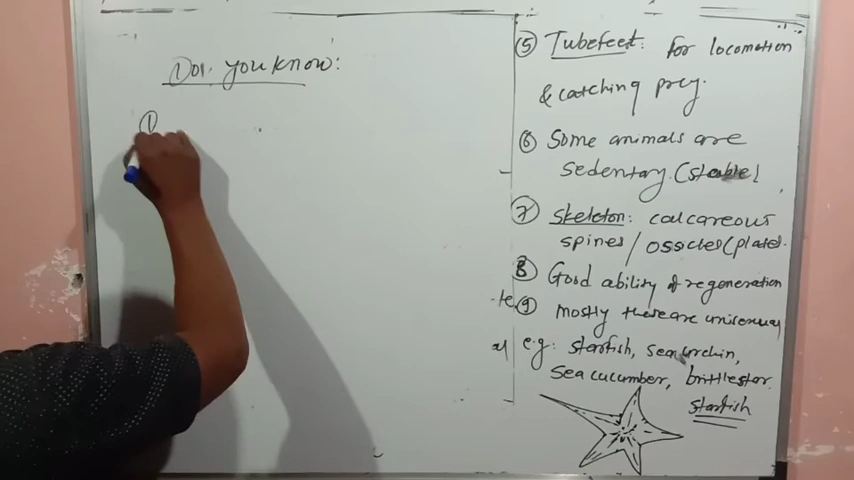 Do you know:
①
⑤ Tubefeet: for locomotion
& catching prey.
⑥ Some animals are
sedentary. (stable)
⑦ skeleton: calcareous
spines / ossicles (plates.
⑧ Good ability of regeneration
⑨ mostly these are unisexual
e.g: starfish, sea urchin,
sea cucumber, brittle star.
starfish